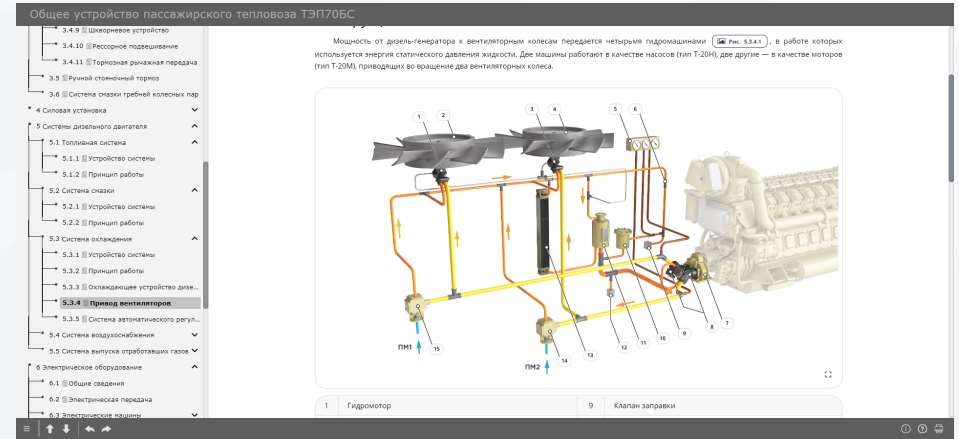 Общее устройство пассажирского тепловоза ТЭП70БС
3.4.9 Шкворневое устройство
3.4.10 Рессорное подвешивание
3.4.11 Тормозная рычажная передача
3.5 Ручной стояночный тормоз
3.6 Система смазки гребней колесных пар
4 Силовая установка
5 Системы дизельного двигателя
5.1 Топливная система
5.1.1 Устройство системы
5.1.2 Принцип работы
5.2 Система смазки
5.2.1 Устройство системы
5.2.2 Принцип работы
5.3 Система охлаждения
5.3.1 Устройство системы
5.3.2 Принцип работы
5.3.3 Охлаждающее устройство дизе...
5.3.4 Привод вентиляторов
5.3.5 Система автоматического регул...
5.4 Система воздухоснабжения
5.5 Система выпуска отработавших газов
6 Электрическое оборудование
6.1 Общие сведения
6.2 Электрическая передача
6.3 Электрические машины
Мощность от дизель-генератора к вентиляторным колесам передается четырьмя гидромашинами Рис. 5.3.4.1 , в работе которых
используется энергия статического давления жидкости. Две машины работают в качестве насосов (тип Т-20Н), две другие — в качестве моторов
(тип Т-20М), приводящих во вращение два вентиляторных колеса.
1 2 3 4 5 6
15 14 13 12 11 10 9 8 7
ПМ1
ПМ2
1 Гидромотор 9 Клапан заправки